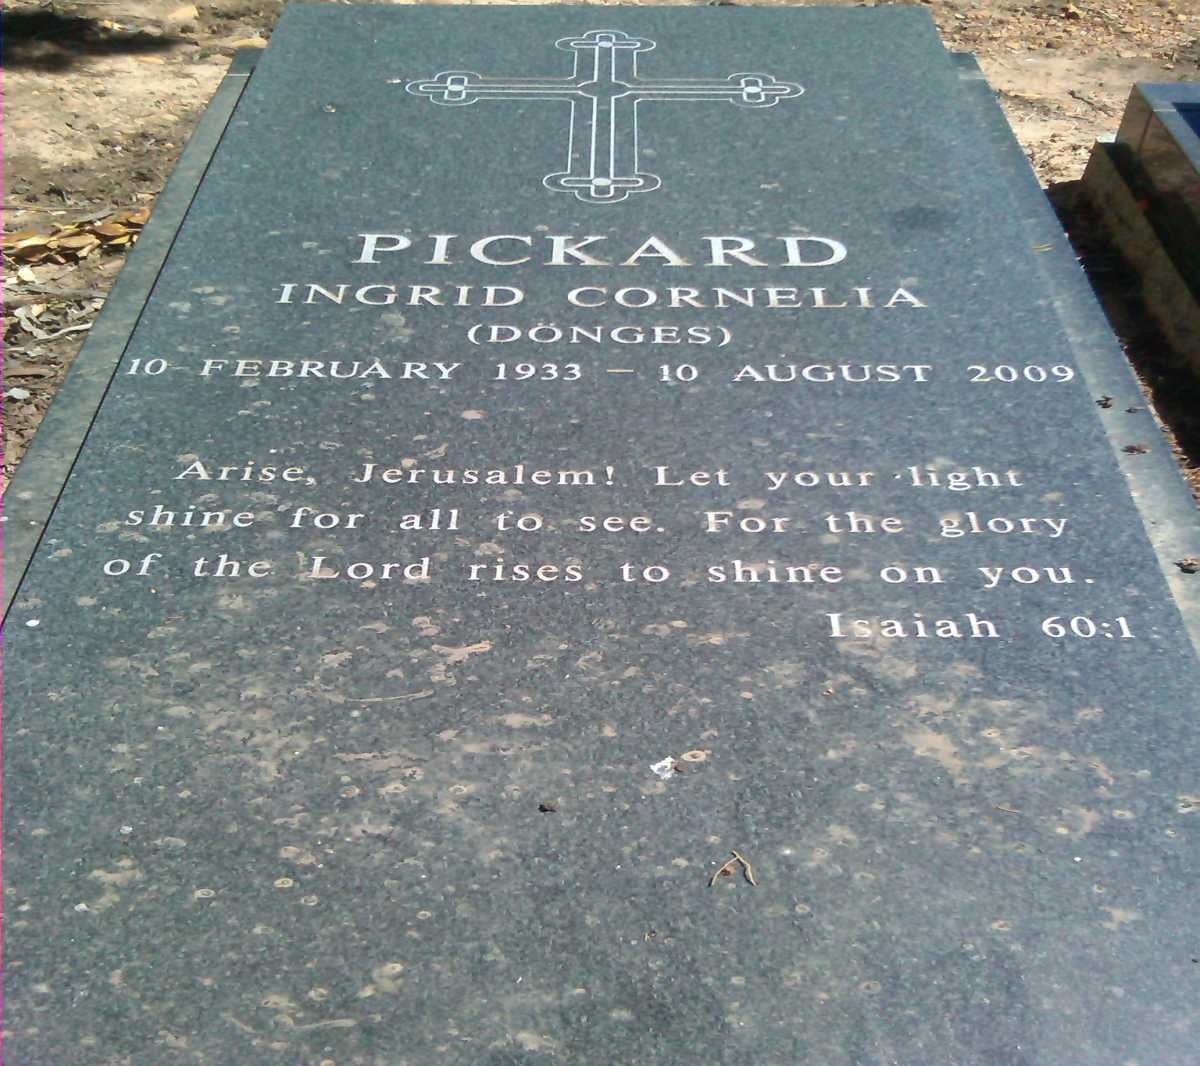 PICKARD
INGRID CORNELIA
(DÖNGES)
10 FEBRUARY 1933 – 10 AUGUST 2009
Arise, Jerusalem! Let your light
shine for all to see. For the glory
of the Lord rises to shine on you.
Isaiah 60:1